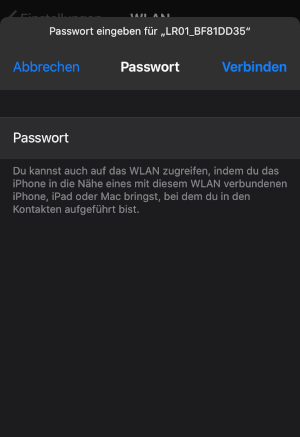 Einstellungen WLAN
Passwort eingeben für „LR01_BF81DD35“
Abbrechen Passwort Verbinden
Passwort
Du kannst auch auf das WLAN zugreifen, indem du das
iPhone in die Nähe eines mit diesem WLAN verbundenen
iPhone, iPad oder Mac bringst, bei dem du in den
Kontakten aufgeführt bist.